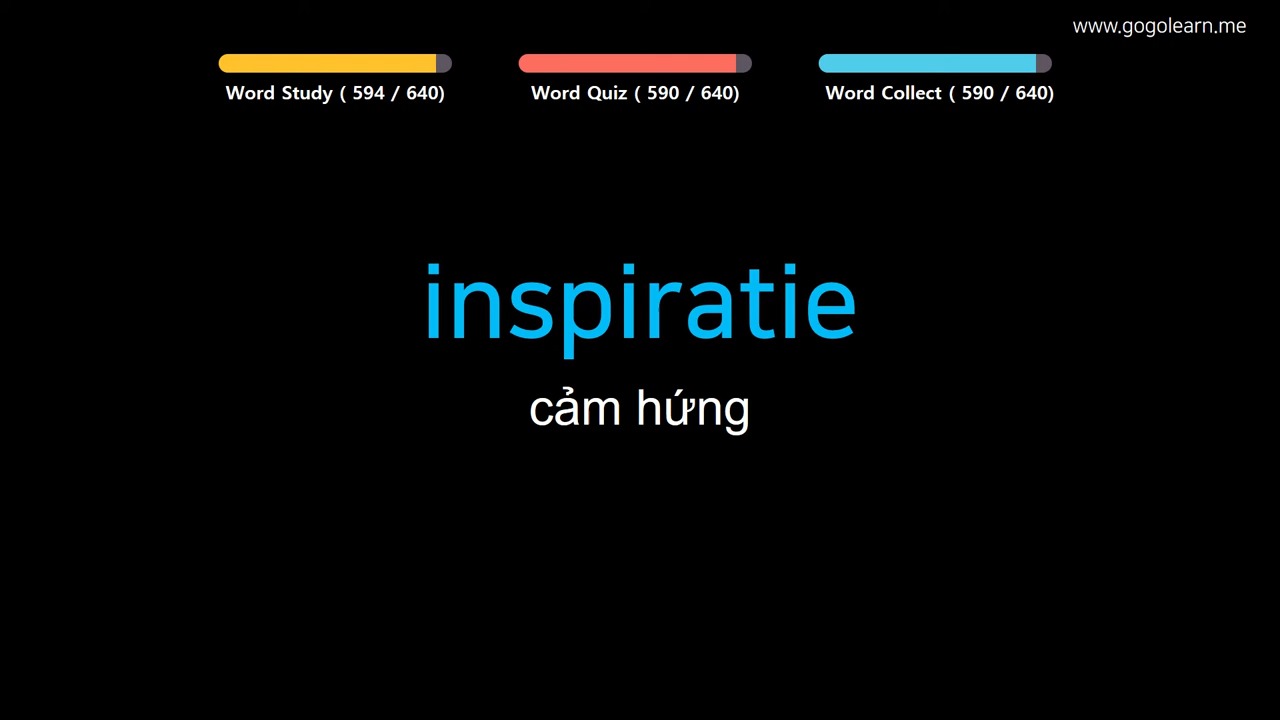 www.gogolearn.me
Word Study ( 594 / 640)
Word Quiz ( 590 / 640)
Word Collect ( 590 / 640)
inspiratie
cảm hứng